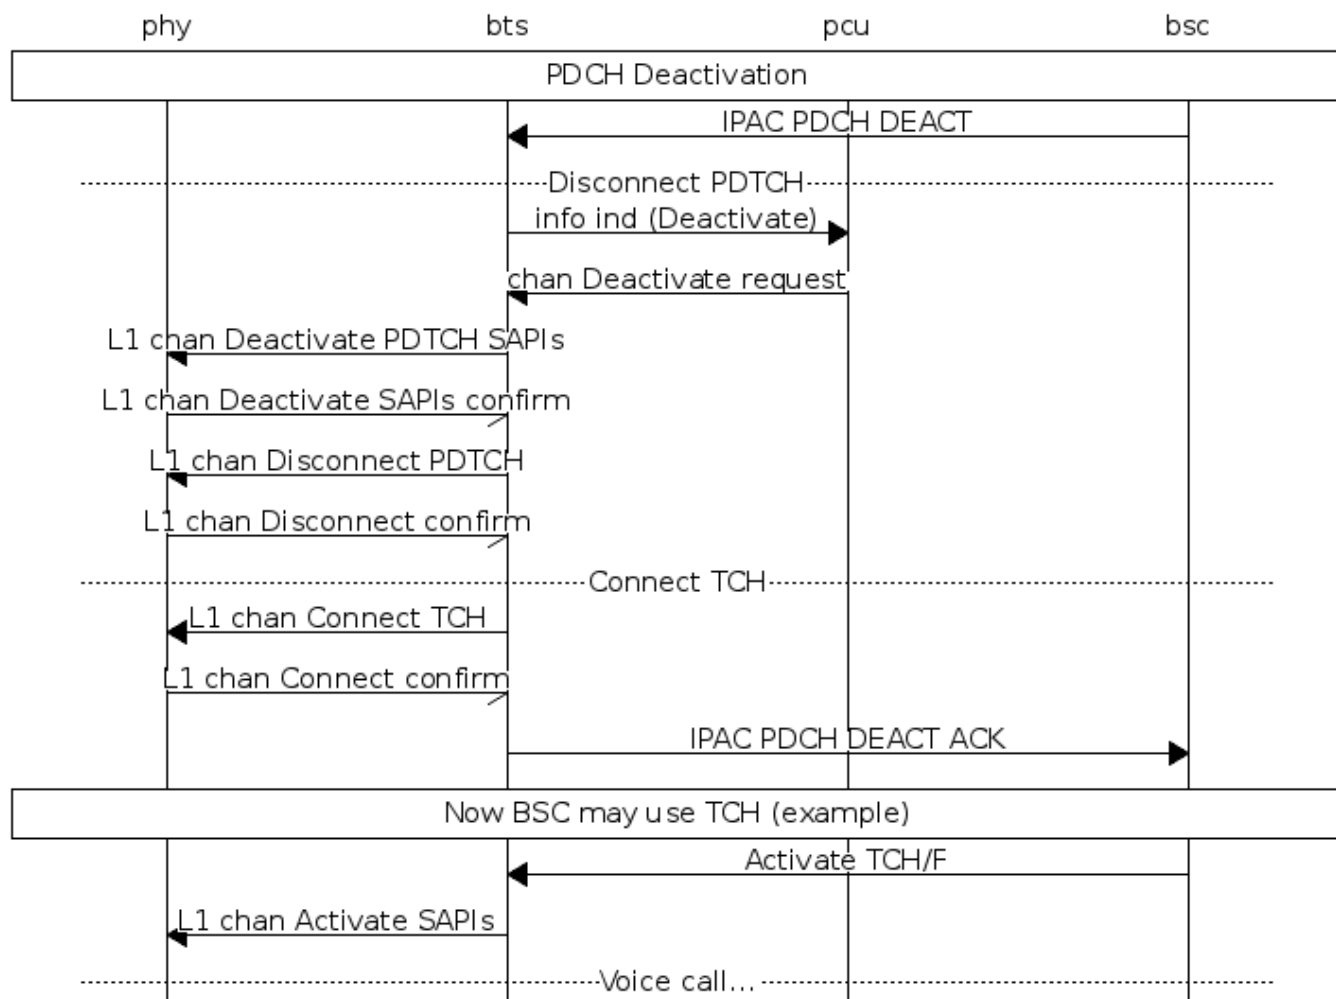 phy bts pcu bsc
PDCH Deactivation
IPAC PDCH DEACT
Disconnect PDTCH
info ind (Deactivate)
chan Deactivate request
L1 chan Deactivate PDTCH SAPIs
L1 chan Deactivate SAPIs confirm
L1 chan Disconnect PDTCH
L1 chan Disconnect confirm
Connect TCH
L1 chan Connect TCH
L1 chan Connect confirm
IPAC PDCH DEACT ACK
Now BSC may use TCH (example)
Activate TCH/F
L1 chan Activate SAPIs
Voice call...